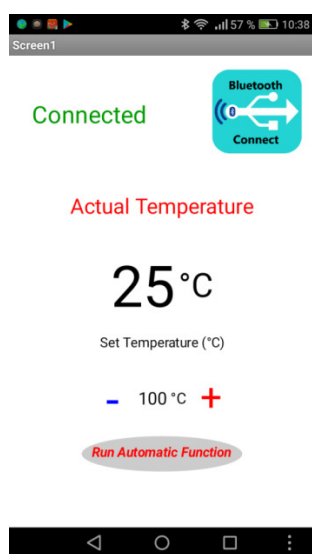 57 % 10:38
Screen1
Connected
Bluetooth
Connect
Actual Temperature
25 °C
Set Temperature (°C)
- 100 °C +
Run Automatic Function